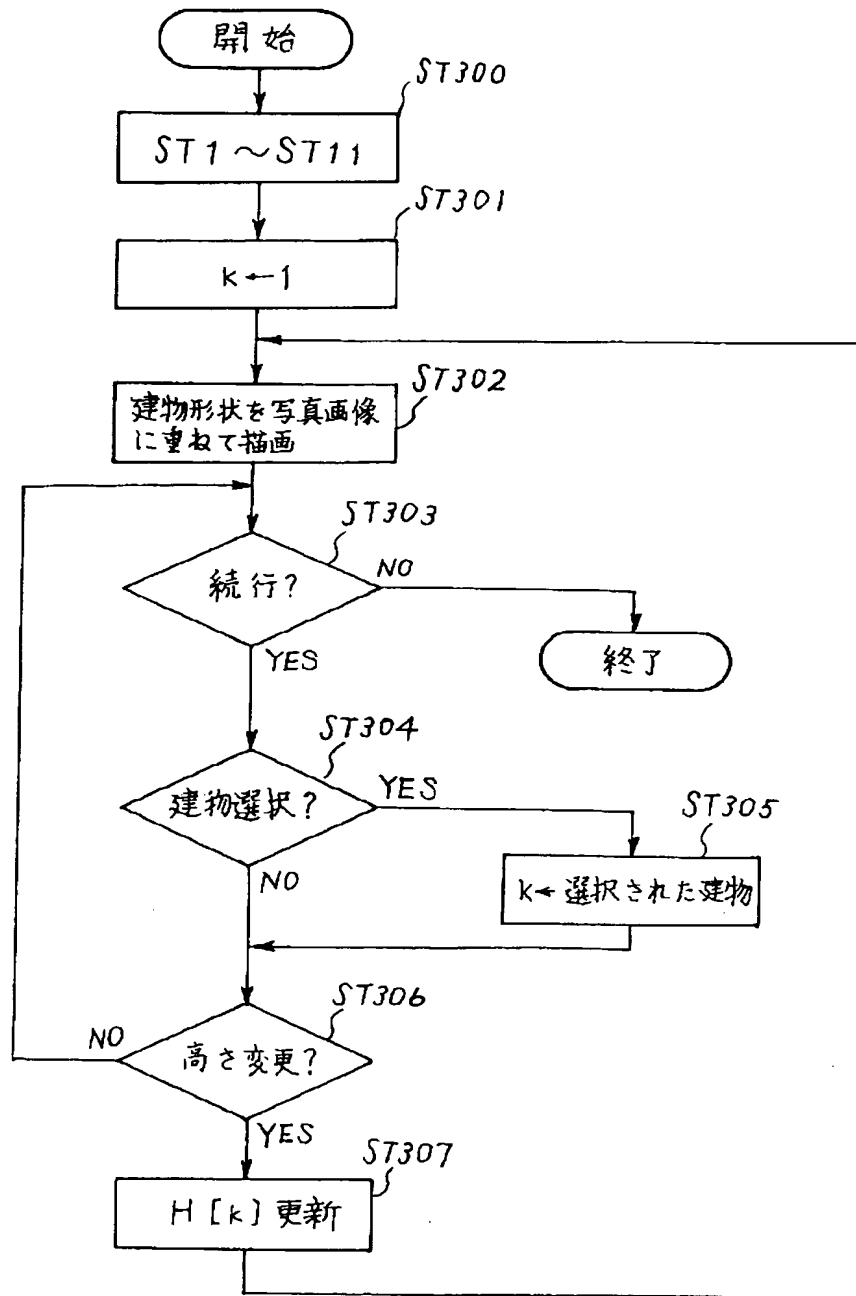 開始
ST300
ST1～ST11
ST301
k←1
ST302
建物形状を写真画像
に重ねて描画
ST303
続行?
NO
YES
終了
ST304
建物選択?
YES
NO
ST305
k←選択された建物
ST306
高さ変更?
NO
YES
ST307
H[k]更新